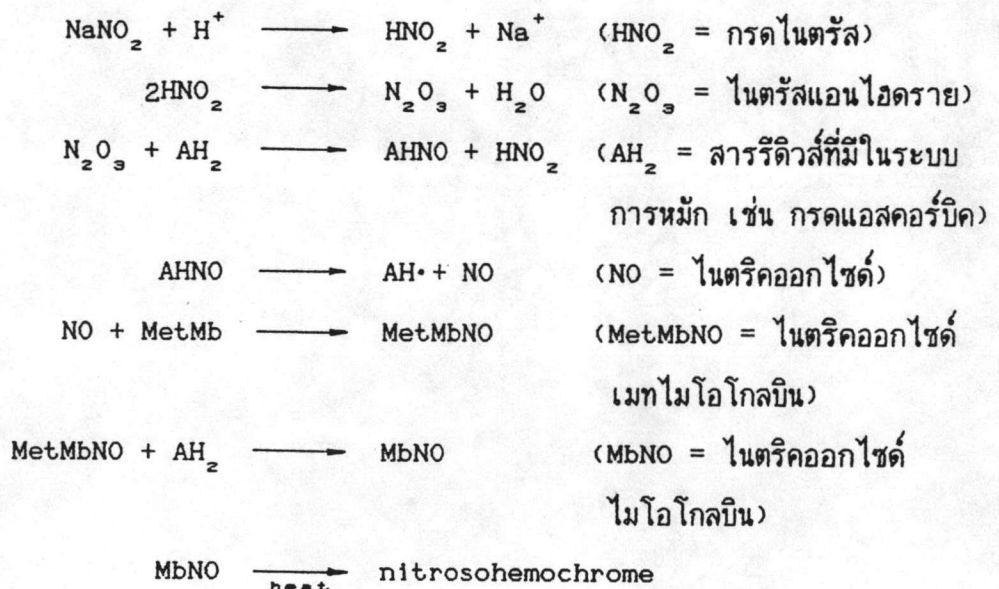 NaNO₂ + H⁺ ⟶ HNO₂ + Na⁺ (HNO₂ = กรดไนตรัส)
2HNO₂ ⟶ N₂O₃ + H₂O (N₂O₃ = ไนตรัสแอนไฮดราย)
N₂O₃ + AH₂ ⟶ AHNO + HNO₂ (AH₂ = สารรีดิวส์ที่มีในระบบ
การหมัก เช่น กรดแอสคอร์บิค)
AHNO ⟶ AH· + NO (NO = ไนตริคออกไซด์)
NO + MetMb ⟶ MetMbNO (MetMbNO = ไนตริคออกไซด์
เมทไมโอโกลบิน)
MetMbNO + AH₂ ⟶ MbNO (MbNO = ไนตริคออกไซด์
ไมโอโกลบิน)
MbNO ⟶ nitrosohemochrome
heat